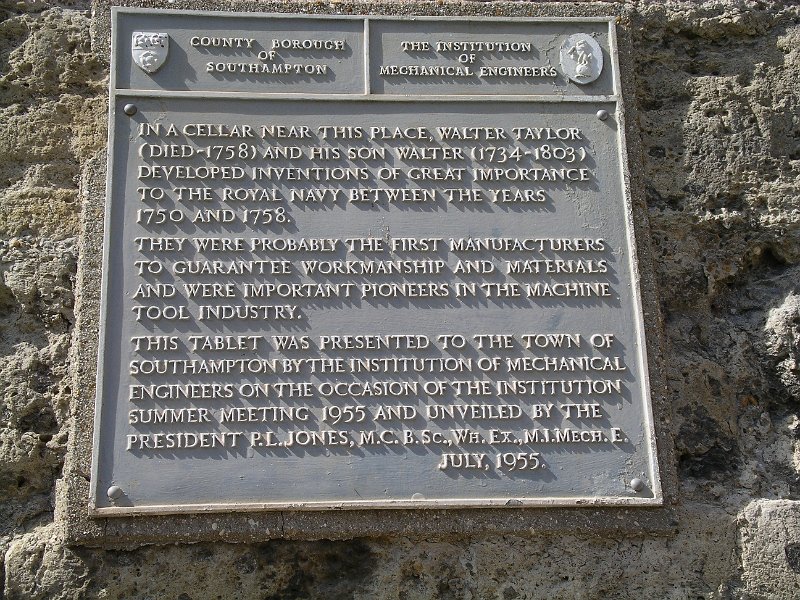 COUNTY BOROUGH
OF
SOUTHAMPTON
THE INSTITUTION
OF
MECHANICAL ENGINEERS
IN A CELLAR NEAR THIS PLACE, WALTER TAYLOR
(DIED-1758) AND HIS SON WALTER (1734-1803)
DEVELOPED INVENTIONS OF GREAT IMPORTANCE
TO THE ROYAL NAVY BETWEEN THE YEARS
1750 AND 1758.
THEY WERE PROBABLY THE FIRST MANUFACTURERS
TO GUARANTEE WORKMANSHIP AND MATERIALS
AND WERE IMPORTANT PIONEERS IN THE MACHINE
TOOL INDUSTRY.
THIS TABLET WAS PRESENTED TO THE TOWN OF
SOUTHAMPTON BY THE INSTITUTION OF MECHANICAL
ENGINEERS ON THE OCCASION OF THE INSTITUTION
SUMMER MEETING 1955 AND UNVEILED BY THE
PRESIDENT P.L. JONES, M.C. B.Sc., WH. EX., M.I.MECH.E.
JULY, 1955.